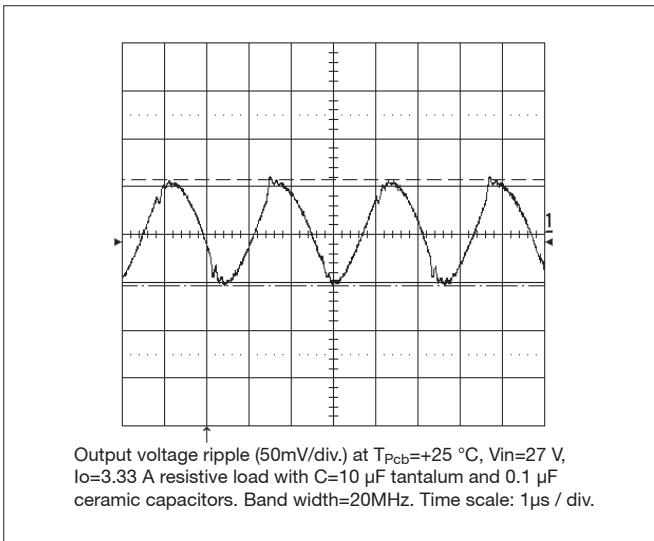 1
Output voltage ripple (50mV/div.) at TPcb=+25 °C, Vin=27 V,
Io=3.33 A resistive load with C=10 µF tantalum and 0.1 µF
ceramic capacitors. Band width=20MHz. Time scale: 1µs / div.